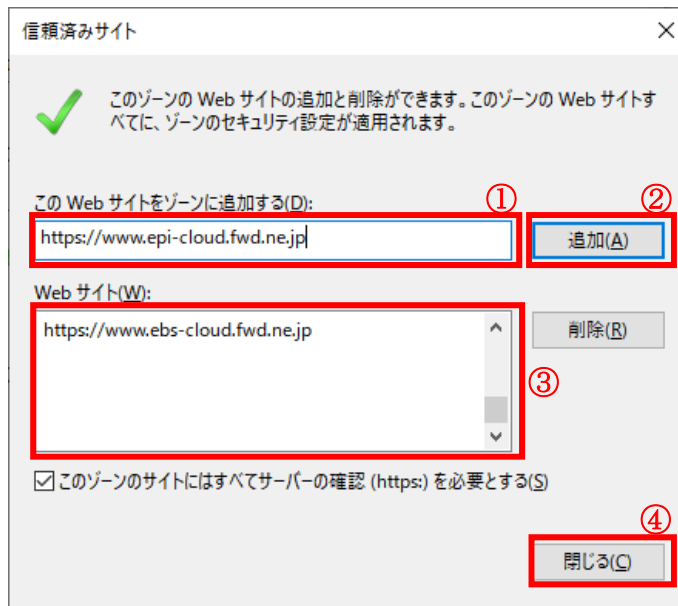 信頼済みサイト
このゾーンの Web サイトの追加と削除ができます。このゾーンの Web サイトす
べてに、ゾーンのセキュリティ設定が適用されます。
この Web サイトをゾーンに追加する(D):
①
②
https://www.epi-cloud.fwd.ne.jp
追加(A)
Web サイト(W):
https://www.ebs-cloud.fwd.ne.jp
削除(R)
③
このゾーンのサイトにはすべてサーバーの確認 (https:) を必要とする(S)
④
閉じる(C)